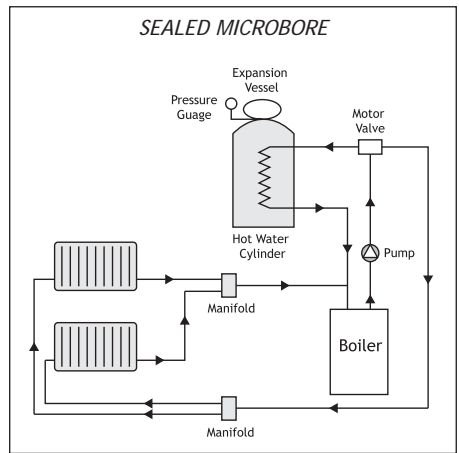 SEALED MICROBORE
Expansion
Vessel
Pressure
Guage
Motor
Valve
Hot Water
Cylinder
Pump
Manifold
Boiler
Manifold